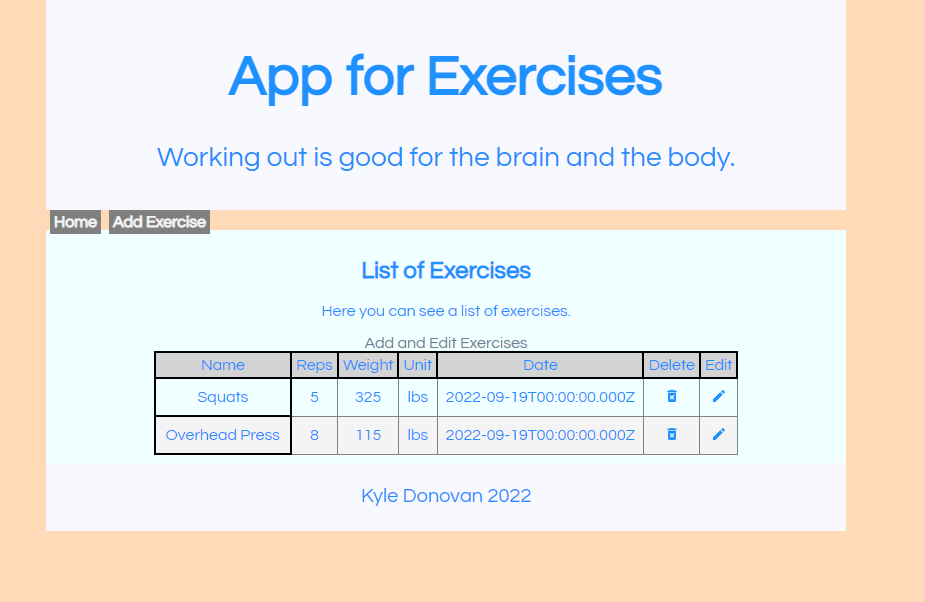 App for Exercises
Working out is good for the brain and the body.
Home Add Exercise
List of Exercises
Here you can see a list of exercises.
Add and Edit Exercises
Name Reps Weight Unit Date Delete Edit
Squats 5 325 lbs 2022-09-19T00:00:00.000Z
Overhead Press 8 115 lbs 2022-09-19T00:00:00.000Z
Kyle Donovan 2022